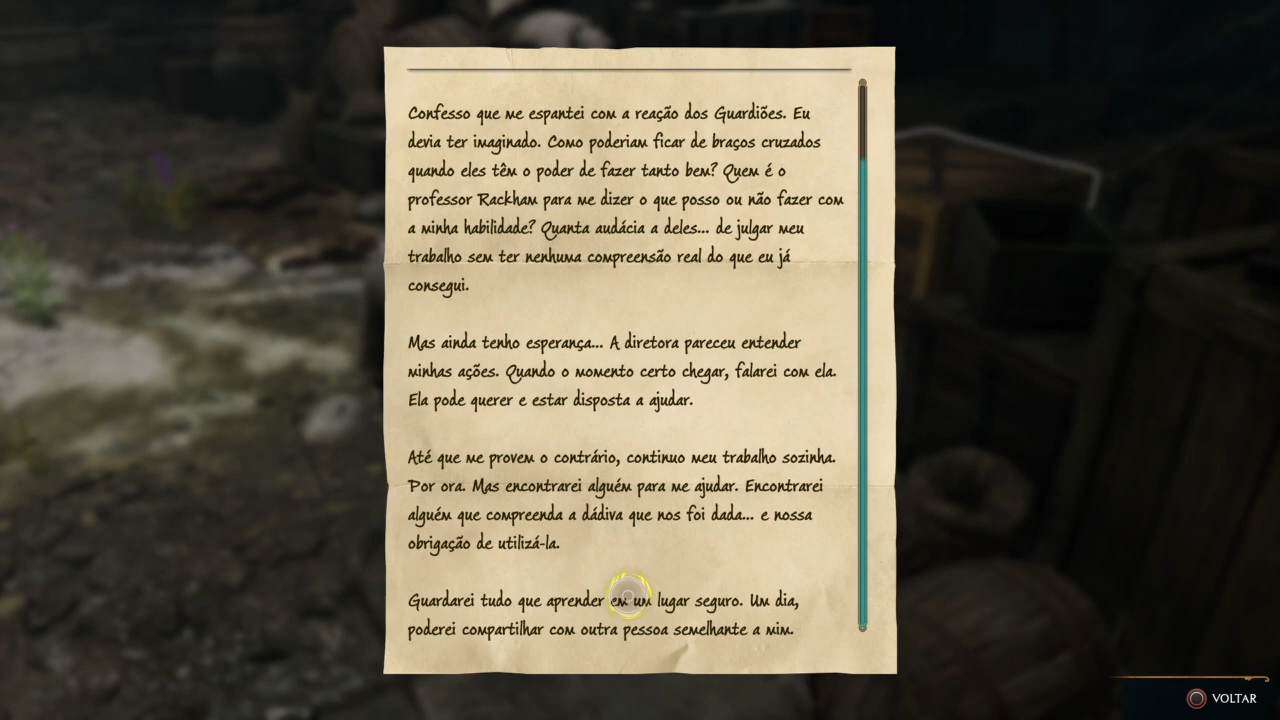 Confesso que me espantei com a reação dos Guardiões. Eu
devia ter imaginado. Como poderiam ficar de braços cruzados
quando eles têm o poder de fazer tanto bem? Quem é o
professor Rackham para me dizer o que posso ou não fazer com
a minha habilidade? Quanta audácia a deles... de julgar meu
trabalho sem ter nenhuma compreensão real do que eu já
consegui.
Mas ainda tenho esperança... A diretora pareceu entender
minhas ações. Quando o momento certo chegar, falarei com ela.
Ela pode querer e estar disposta a ajudar.
Até que me provem o contrário, continuo meu trabalho sozinha.
Por ora. Mas encontrarei alguém para me ajudar. Encontrarei
alguém que compreenda a dádiva que nos foi dada... e nossa
obrigação de utilizá-la.
Guardarei tudo que aprender em um lugar seguro. Um dia,
poderei compartilhar com outra pessoa semelhante a mim.
VOLTAR